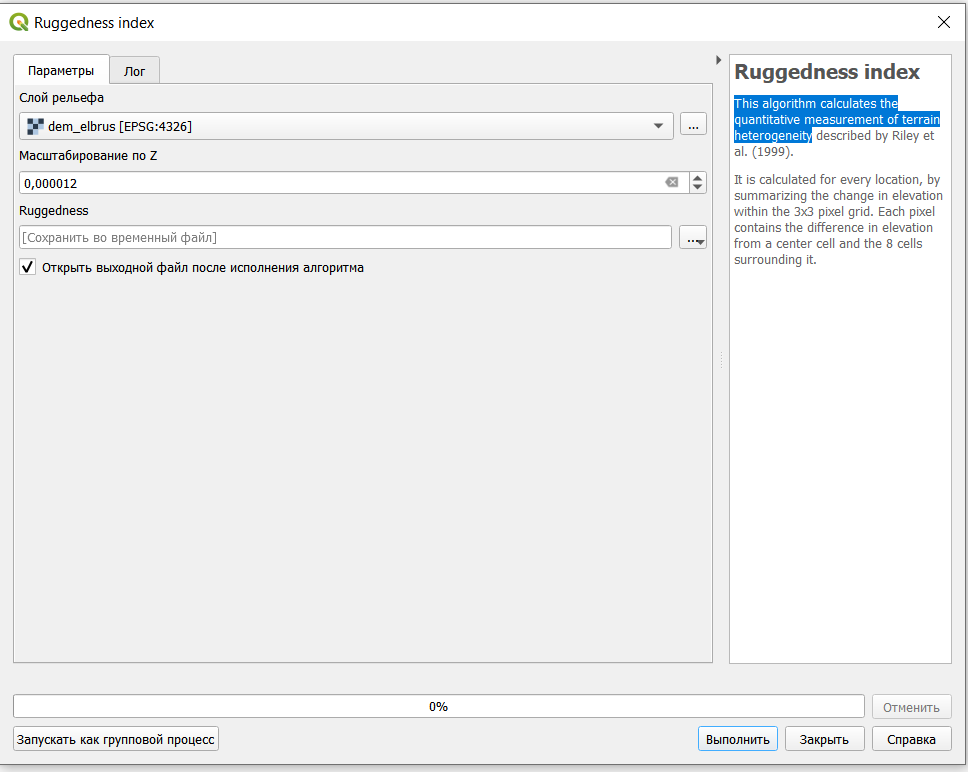 Ruggedness index
Параметры
Лог
Слой рельефа
dem_elbrus [EPSG:4326]
...
Масштабирование по Z
0,000012
Ruggedness
[Сохранить во временный файл]
...
Открыть выходной файл после исполнения алгоритма
Ruggedness index
This algorithm calculates the
quantitative measurement of terrain
heterogeneity described by Riley et
al. (1999).
It is calculated for every location, by
summarizing the change in elevation
within the 3x3 pixel grid. Each pixel
contains the difference in elevation
from a center cell and the 8 cells
surrounding it.
0%
Отменить
Запускать как групповой процесс
Выполнить
Закрыть
Справка